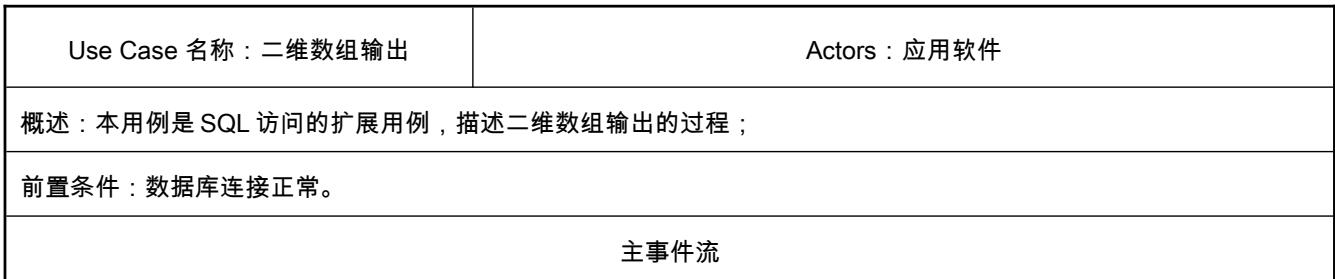 Use Case 名称：二维数组输出
Actors：应用软件
概述：本用例是 SQL 访问的扩展用例，描述二维数组输出的过程；
前置条件：数据库连接正常。
主事件流